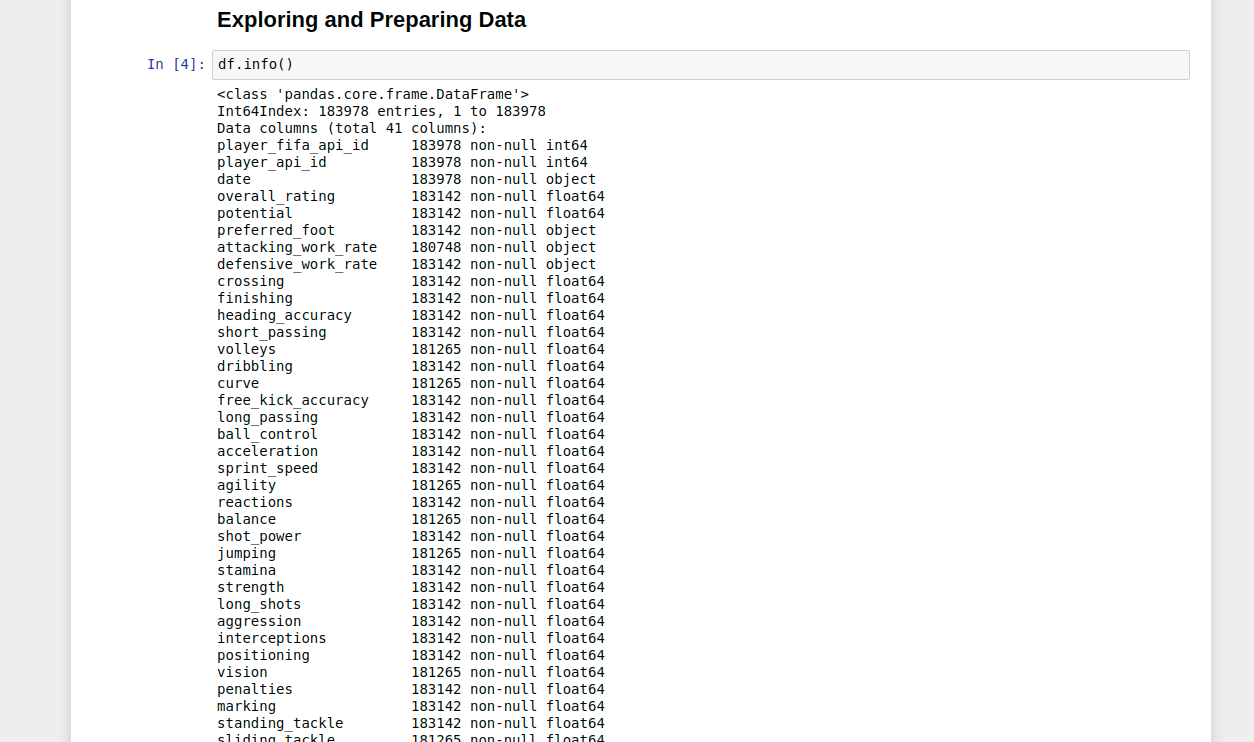 Exploring and Preparing Data
In [4]: df.info()
<class 'pandas.core.frame.DataFrame'>
Int64Index: 183978 entries, 1 to 183978
Data columns (total 41 columns):
player_fifa_api_id     183978 non-null int64
player_api_id          183978 non-null int64
date                   183978 non-null object
overall_rating         183142 non-null float64
potential              183142 non-null float64
preferred_foot         183142 non-null object
attacking_work_rate    180748 non-null object
defensive_work_rate    183142 non-null object
crossing               183142 non-null float64
finishing              183142 non-null float64
heading_accuracy       183142 non-null float64
short_passing          183142 non-null float64
volleys                181265 non-null float64
dribbling              183142 non-null float64
curve                  181265 non-null float64
free_kick_accuracy     183142 non-null float64
long_passing           183142 non-null float64
ball_control           183142 non-null float64
acceleration           183142 non-null float64
sprint_speed           183142 non-null float64
agility                181265 non-null float64
reactions              183142 non-null float64
balance                181265 non-null float64
shot_power             183142 non-null float64
jumping                181265 non-null float64
stamina                183142 non-null float64
strength               183142 non-null float64
long_shots             183142 non-null float64
aggression             183142 non-null float64
interceptions          183142 non-null float64
positioning            183142 non-null float64
vision                 181265 non-null float64
penalties              183142 non-null float64
marking                183142 non-null float64
standing_tackle        183142 non-null float64
sliding_tackle         181265 non-null float64